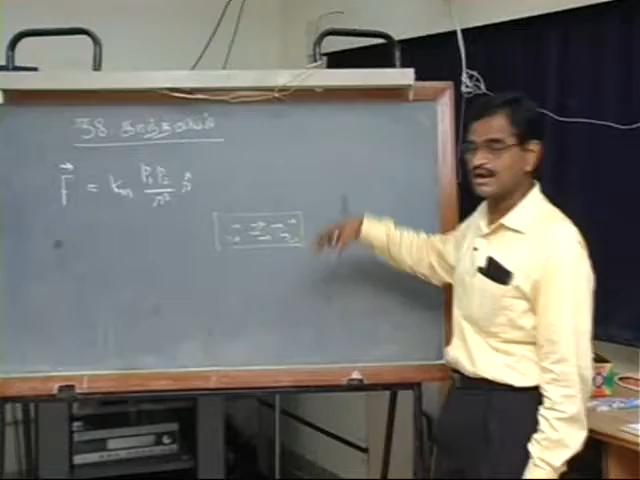 38. காந்தவியல்
F⃗ = kₘ p₁p₂/r² r̂